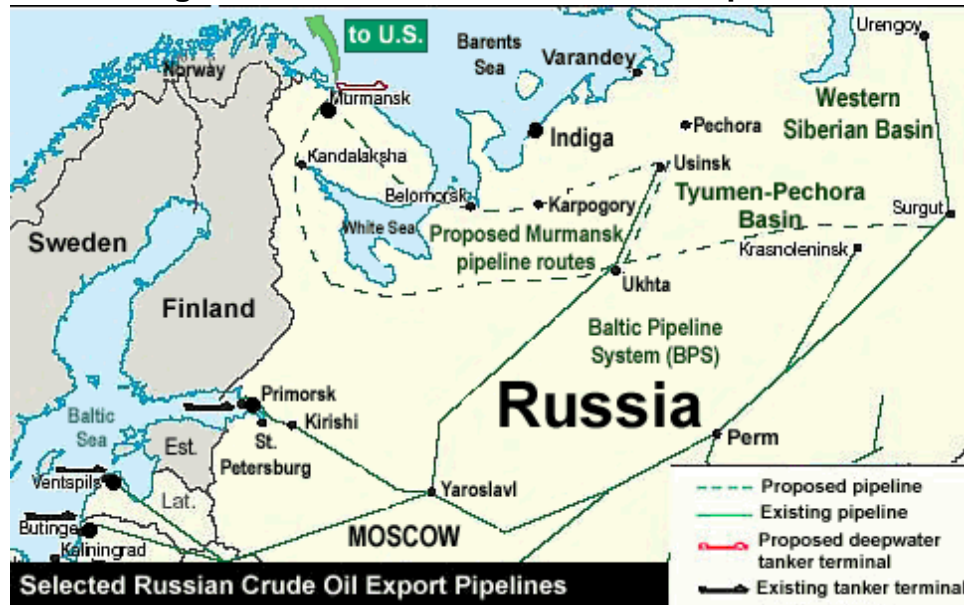 to U.S.
Barents
Sea
Varandey
Urengoy
Norway
Murmansk
Western
Siberian Basin
Indiga
Pechora
Kandalaksha
Usinsk
Belomorsk
Karpogory
Tyumen-Pechora
Basin
Surgut
White Sea
Sweden
Proposed Murmansk
pipeline routes
Krasnoleninsk
Ukhta
Finland
Baltic Pipeline
System (BPS)
Russia
Primorsk
Baltic
Sea
Kirishi
St.
Petersburg
Est.
Perm
Ventspils
Lat.
Yaroslavl
Butinge
MOSCOW
Kaliningrad
Proposed pipeline
Existing pipeline
Proposed deepwater
tanker terminal
Existing tanker terminal
Selected Russian Crude Oil Export Pipelines